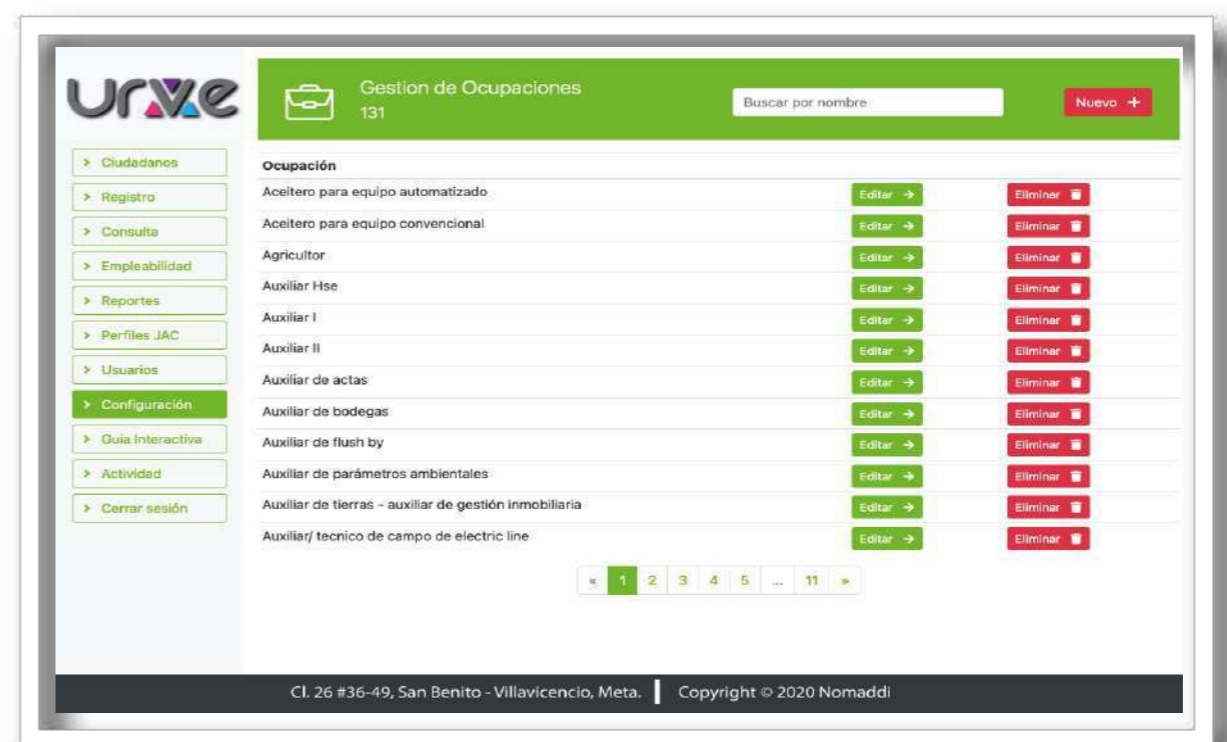 urve
Gestion de Ocupaciones
131
Buscar por nombre
Nuevo +
> Ciudadanos
> Registro
> Consulta
> Empleabilidad
> Reportes
> Perfiles JAC
> Usuarios
> Configuración
> Guia Interactiva
> Actividad
> Cerrar sesión
Ocupación
Aceitero para equipo automatizado Editar → Eliminar
Aceitero para equipo convencional Editar → Eliminar
Agricultor Editar → Eliminar
Auxiliar Hse Editar → Eliminar
Auxiliar I Editar → Eliminar
Auxiliar II Editar → Eliminar
Auxiliar de actas Editar → Eliminar
Auxiliar de bodegas Editar → Eliminar
Auxiliar de flush by Editar → Eliminar
Auxiliar de parámetros ambientales Editar → Eliminar
Auxiliar de tierras – auxiliar de gestión inmobiliaria Editar → Eliminar
Auxiliar/ tecnico de campo de electric line Editar → Eliminar
« 1 2 3 4 5 ... 11 »
Cl. 26 #36-49, San Benito - Villavicencio, Meta. | Copyright © 2020 Nomaddi